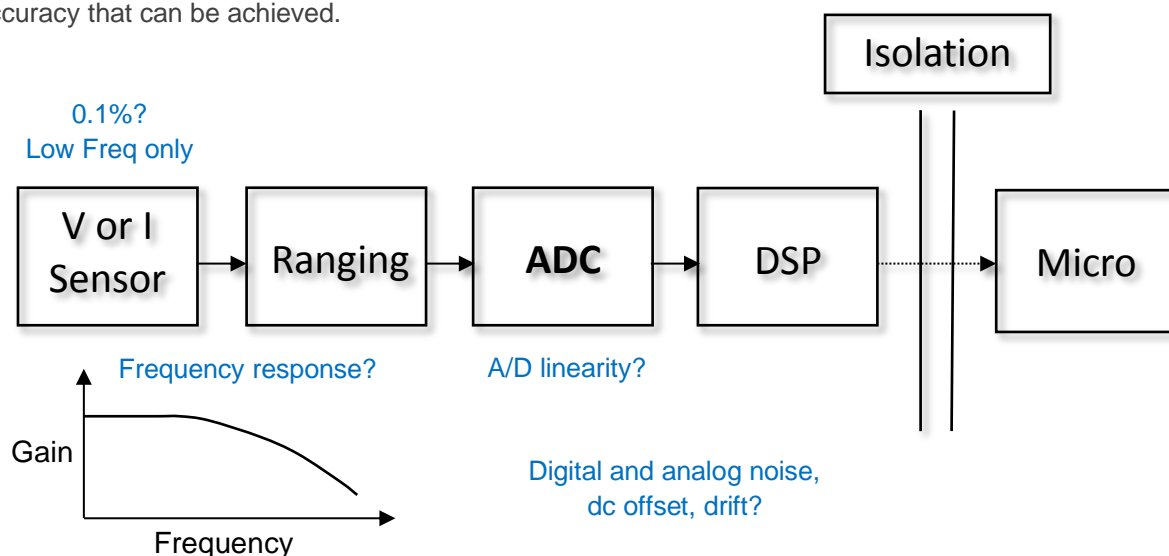 accuracy that can be achieved.
Isolation
0.1%?
Low Freq only
V or I
Sensor
Ranging
ADC
DSP
Micro
Frequency response?
A/D linearity?
Gain
Digital and analog noise,
dc offset, drift?
Frequency